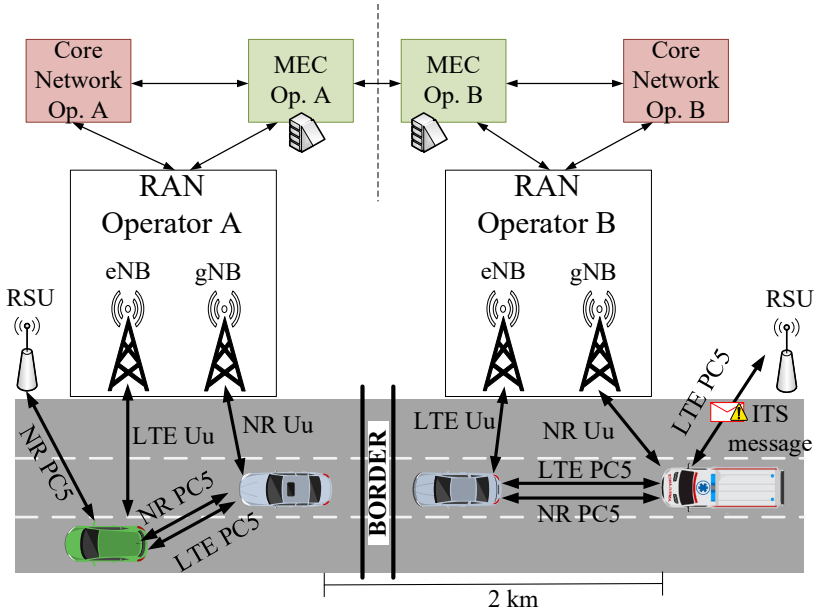 Core
Network
Op. A
MEC
Op. A
MEC
Op. B
Core
Network
Op. B
RAN
Operator A
RAN
Operator B
eNB
gNB
eNB
gNB
RSU
RSU
LTE Uu
NR Uu
LTE Uu
NR Uu
LTE PC5
ITS
message
NR PC5
NR PC5
LTE PC5
BORDER
LTE PC5
NR PC5
2 km